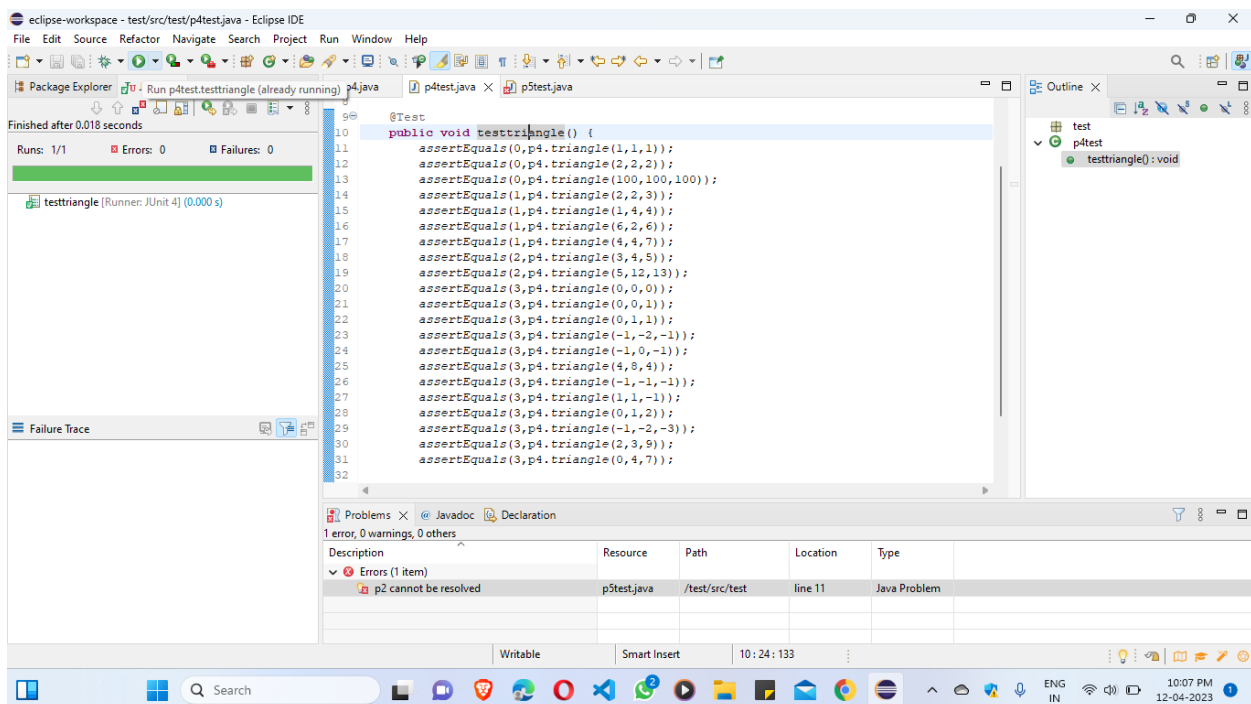 eclipse-workspace - test/src/test/p4test.java - Eclipse IDE
File Edit Source Refactor Navigate Search Project Run Window Help
Package Explorer Run p4test.testtriangle (already running) p4.java p4test.java p5test.java
Finished after 0.018 seconds
Runs: 1/1 Errors: 0 Failures: 0
testtriangle [Runner: JUnit 4] (0.000 s)
Failure Trace
9 @Test
10 public void testtriangle() {
11 assertEquals(0,p4.triangle(1,1,1));
12 assertEquals(0,p4.triangle(2,2,2));
13 assertEquals(0,p4.triangle(100,100,100));
14 assertEquals(1,p4.triangle(2,2,3));
15 assertEquals(1,p4.triangle(1,4,4));
16 assertEquals(1,p4.triangle(6,2,6));
17 assertEquals(1,p4.triangle(4,4,7));
18 assertEquals(2,p4.triangle(3,4,5));
19 assertEquals(2,p4.triangle(5,12,13));
20 assertEquals(3,p4.triangle(0,0,0));
21 assertEquals(3,p4.triangle(0,0,1));
22 assertEquals(3,p4.triangle(0,1,1));
23 assertEquals(3,p4.triangle(-1,-2,-1));
24 assertEquals(3,p4.triangle(-1,0,-1));
25 assertEquals(3,p4.triangle(4,8,4));
26 assertEquals(3,p4.triangle(-1,-1,-1));
27 assertEquals(3,p4.triangle(1,1,-1));
28 assertEquals(3,p4.triangle(0,1,2));
29 assertEquals(3,p4.triangle(-1,-2,-3));
30 assertEquals(3,p4.triangle(2,3,9));
31 assertEquals(3,p4.triangle(0,4,7));
32
Outline
test
p4test
testtriangle() : void
Problems @ Javadoc Declaration
1 error, 0 warnings, 0 others
Description Resource Path Location Type
Errors (1 item)
p2 cannot be resolved p5test.java /test/src/test line 11 Java Problem
Writable Smart Insert 10 : 24 : 133
Search
2
ENG
IN
10:07 PM
12-04-2023
1